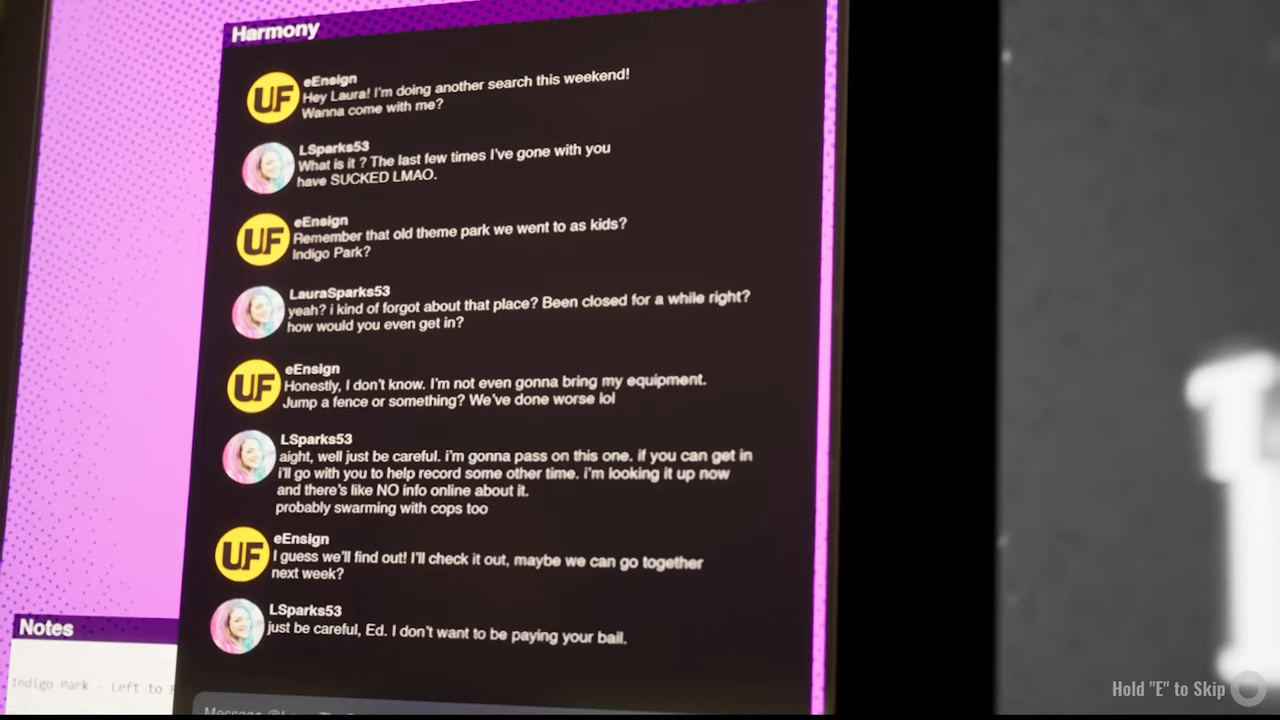 Harmony
UF
eEnsign
Hey Laura! I'm doing another search this weekend!
Wanna come with me?
LSparks53
What is it ? The last few times I've gone with you
have SUCKED LMAO.
UF
eEnsign
Remember that old theme park we went to as kids?
Indigo Park?
LauraSparks53
yeah? i kind of forgot about that place? Been closed for a while right?
how would you even get in?
UF
eEnsign
Honestly, I don't know. I'm not even gonna bring my equipment.
Jump a fence or something? We've done worse lol
LSparks53
aight, well just be careful. i'm gonna pass on this one. if you can get in
i'll go with you to help record some other time. i'm looking it up now
and there's like NO info online about it.
probably swarming with cops too
UF
eEnsign
I guess we'll find out! I'll check it out, maybe we can go together
next week?
LSparks53
just be careful, Ed. I don't want to be paying your bail.
Notes
Indigo Park - Left to
Message
Hold "E" to Skip